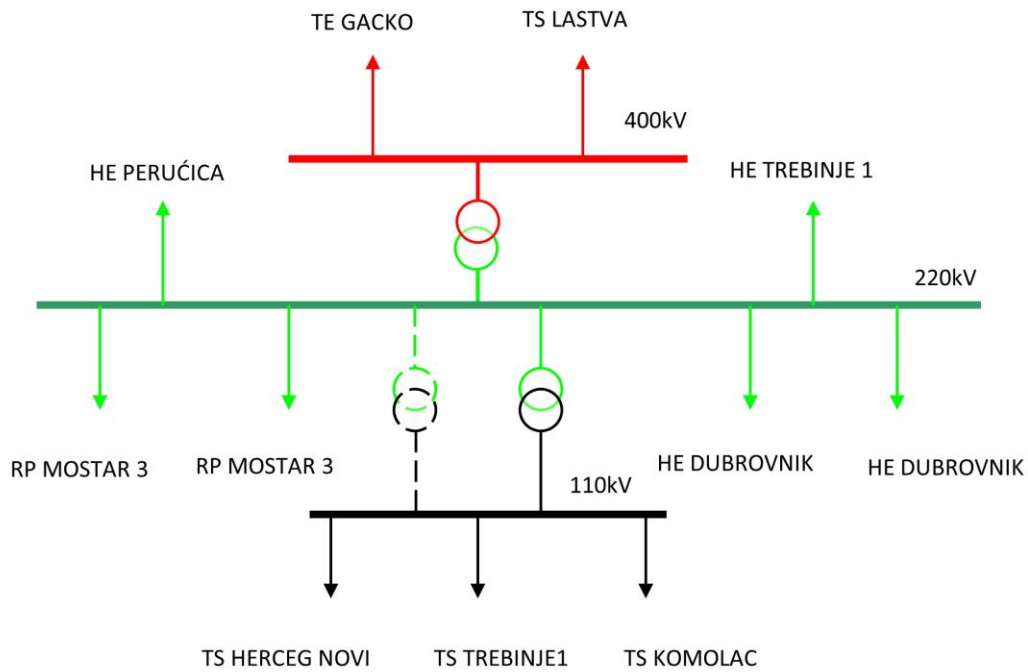 TE GACKO
TS LASTVA
400kV
HE PERUĆICA
HE TREBINJE 1
220kV
RP MOSTAR 3
RP MOSTAR 3
HE DUBROVNIK
HE DUBROVNIK
110kV
TS HERCEG NOVI
TS TREBINJE1
TS KOMOLAC